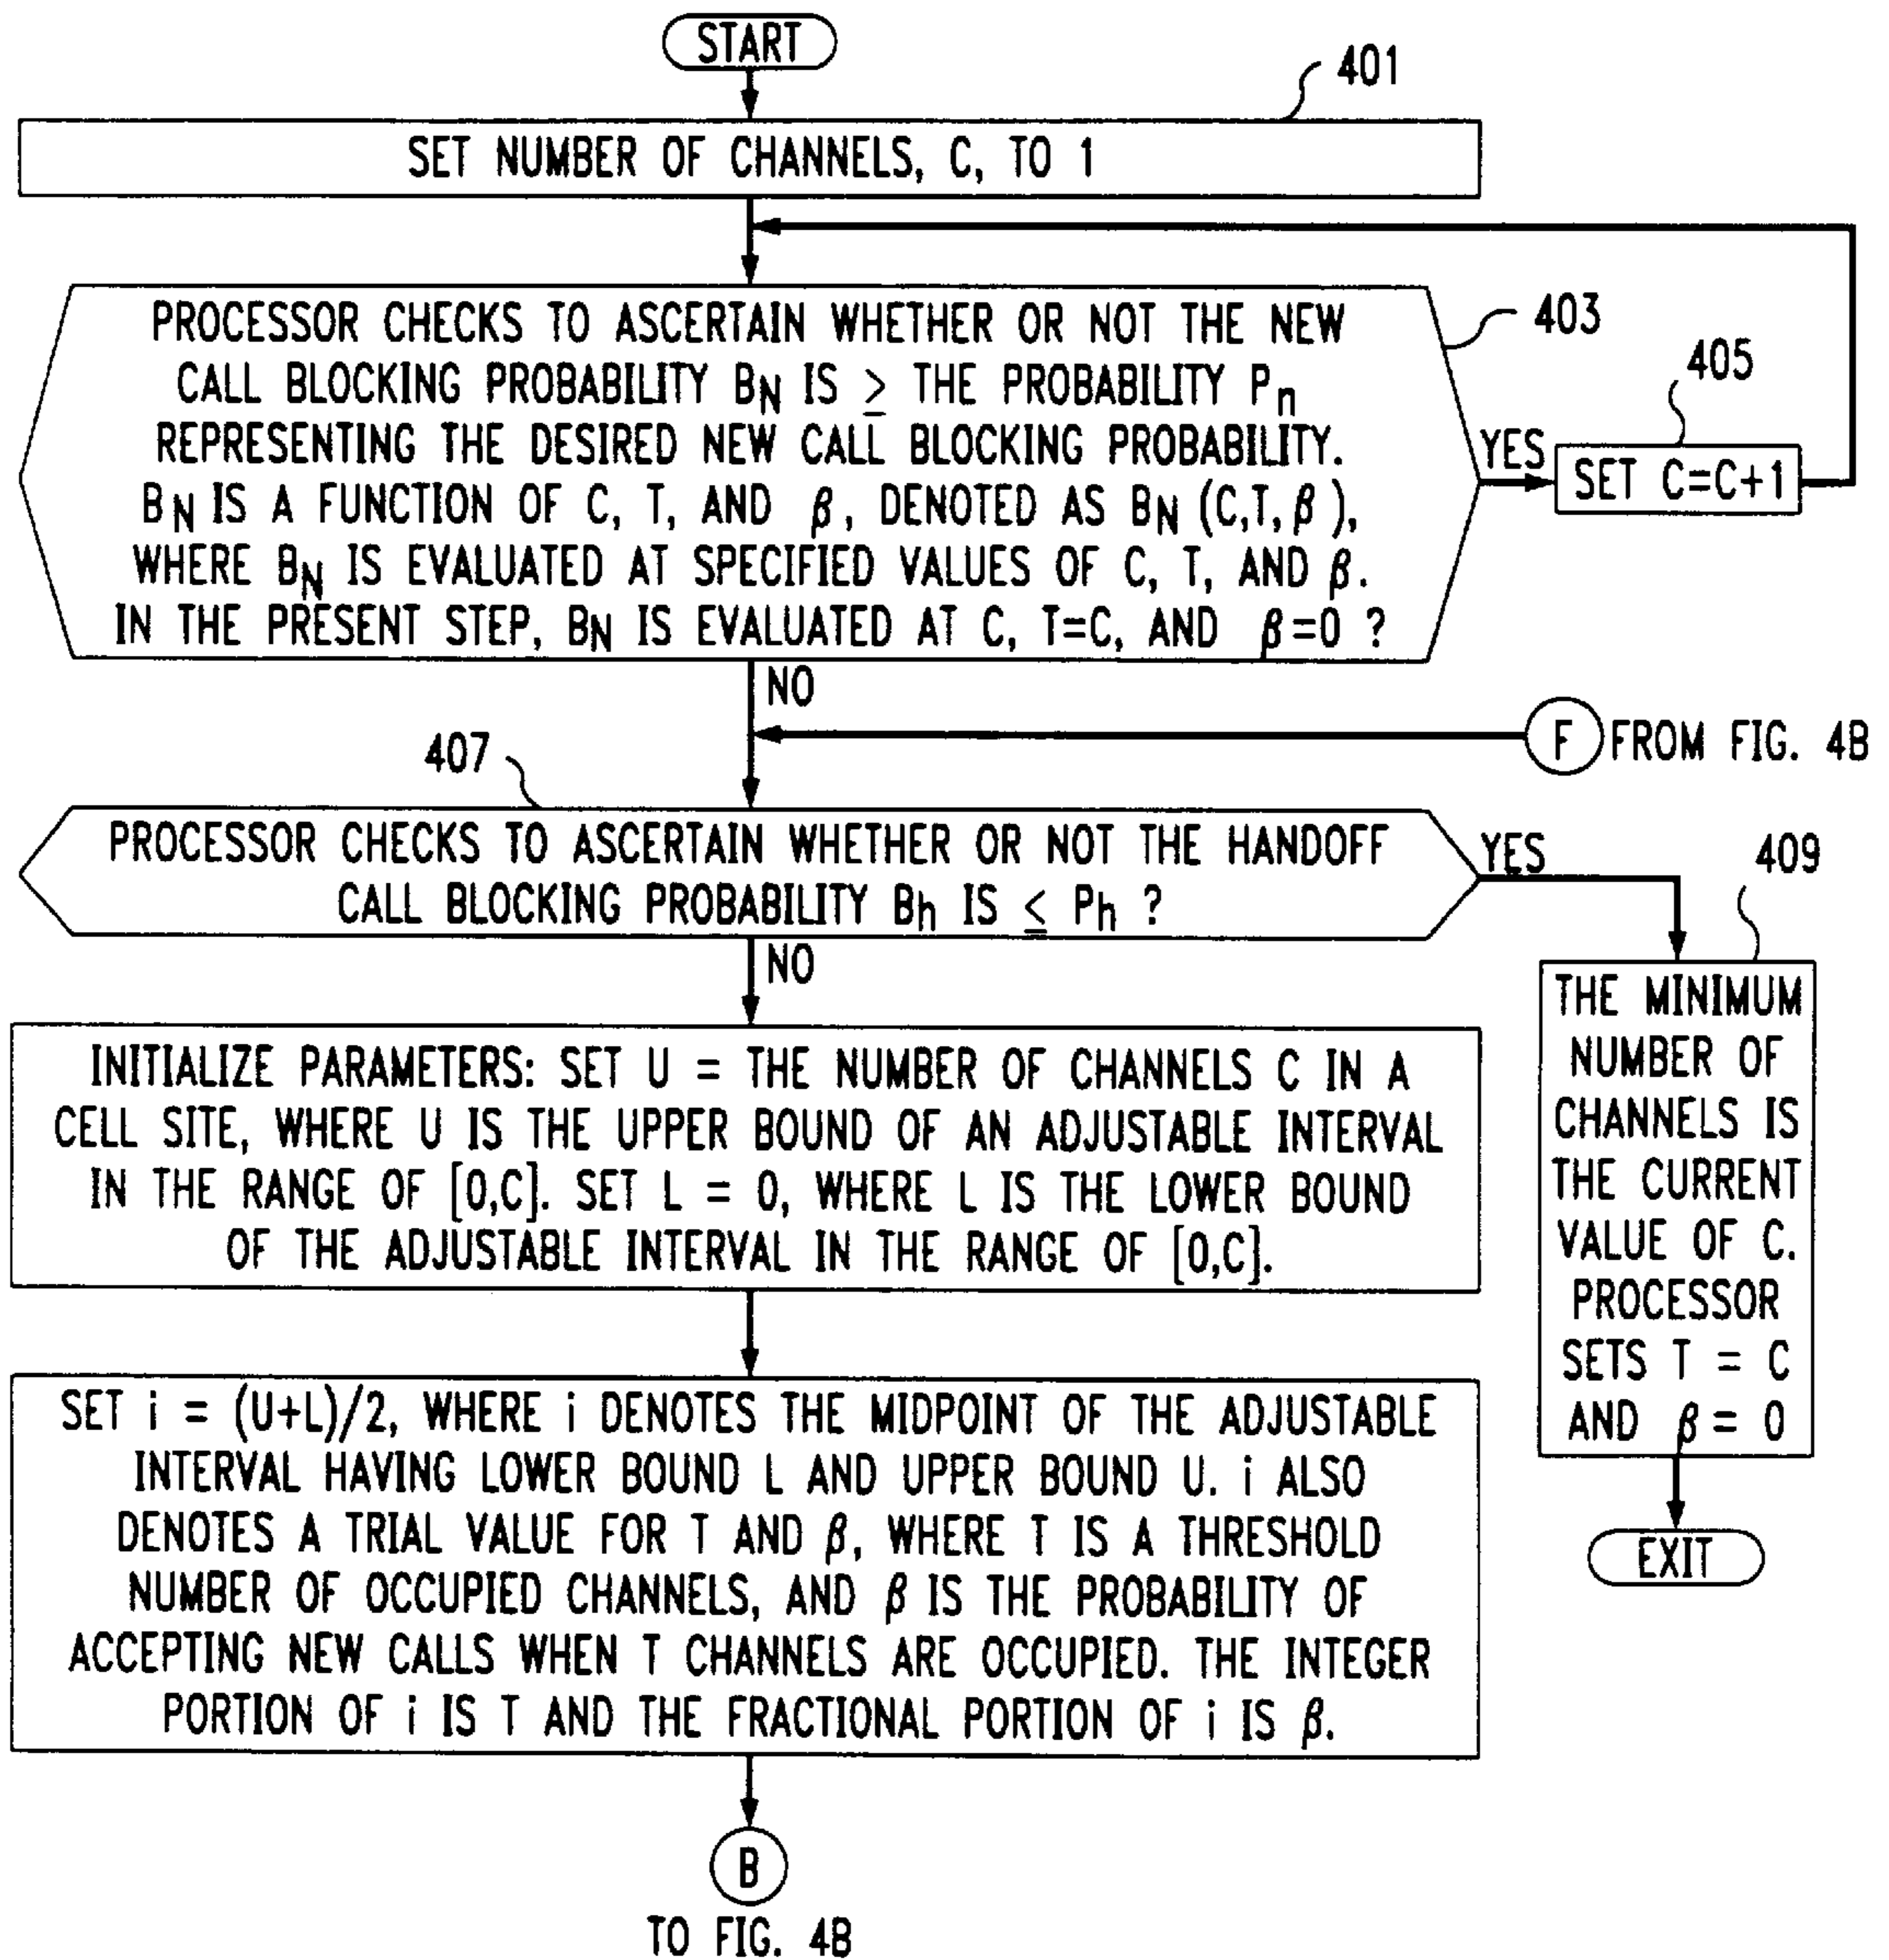 START
401
SET NUMBER OF CHANNELS, C, TO 1
PROCESSOR CHECKS TO ASCERTAIN WHETHER OR NOT THE NEW
CALL BLOCKING PROBABILITY BN IS ≥ THE PROBABILITY Pn
REPRESENTING THE DESIRED NEW CALL BLOCKING PROBABILITY.
BN IS A FUNCTION OF C, T, AND β, DENOTED AS BN (C,T,β),
WHERE BN IS EVALUATED AT SPECIFIED VALUES OF C, T, AND β.
IN THE PRESENT STEP, BN IS EVALUATED AT C, T=C, AND β=0 ?
403
YES
405
SET C=C+1
NO
F FROM FIG. 4B
407
PROCESSOR CHECKS TO ASCERTAIN WHETHER OR NOT THE HANDOFF
CALL BLOCKING PROBABILITY Bh IS ≤ Ph ?
YES
409
THE MINIMUM
NUMBER OF
CHANNELS IS
THE CURRENT
VALUE OF C.
PROCESSOR
SETS T = C
AND β = 0
EXIT
NO
INITIALIZE PARAMETERS: SET U = THE NUMBER OF CHANNELS C IN A
CELL SITE, WHERE U IS THE UPPER BOUND OF AN ADJUSTABLE INTERVAL
IN THE RANGE OF [0,C]. SET L = 0, WHERE L IS THE LOWER BOUND
OF THE ADJUSTABLE INTERVAL IN THE RANGE OF [0,C].
SET i = (U+L)/2, WHERE i DENOTES THE MIDPOINT OF THE ADJUSTABLE
INTERVAL HAVING LOWER BOUND L AND UPPER BOUND U. i ALSO
DENOTES A TRIAL VALUE FOR T AND β, WHERE T IS A THRESHOLD
NUMBER OF OCCUPIED CHANNELS, AND β IS THE PROBABILITY OF
ACCEPTING NEW CALLS WHEN T CHANNELS ARE OCCUPIED. THE INTEGER
PORTION OF i IS T AND THE FRACTIONAL PORTION OF i IS β.
B
TO FIG. 4B